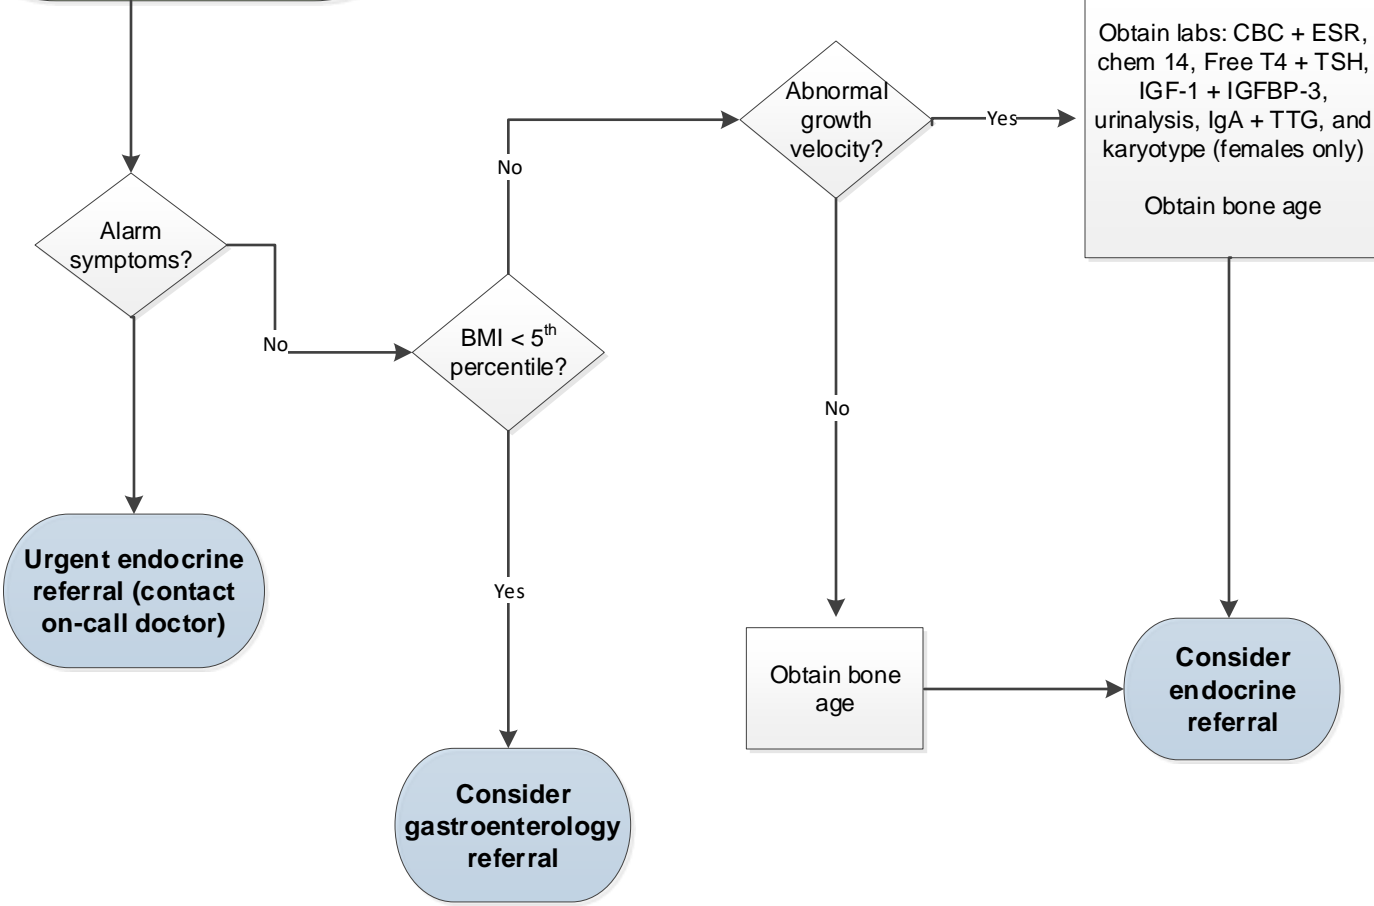 Alarm
symptoms?
No
Urgent endocrine
referral (contact
on-call doctor)
BMI < 5th
percentile?
No
Yes
Consider
gastroenterology
referral
Abnormal
growth
velocity?
Yes
No
Obtain bone
age
Obtain labs: CBC + ESR,
chem 14, Free T4 + TSH,
IGF-1 + IGFBP-3,
urinalysis, IgA + TTG, and
karyotype (females only)
Obtain bone age
Consider
endocrine
referral